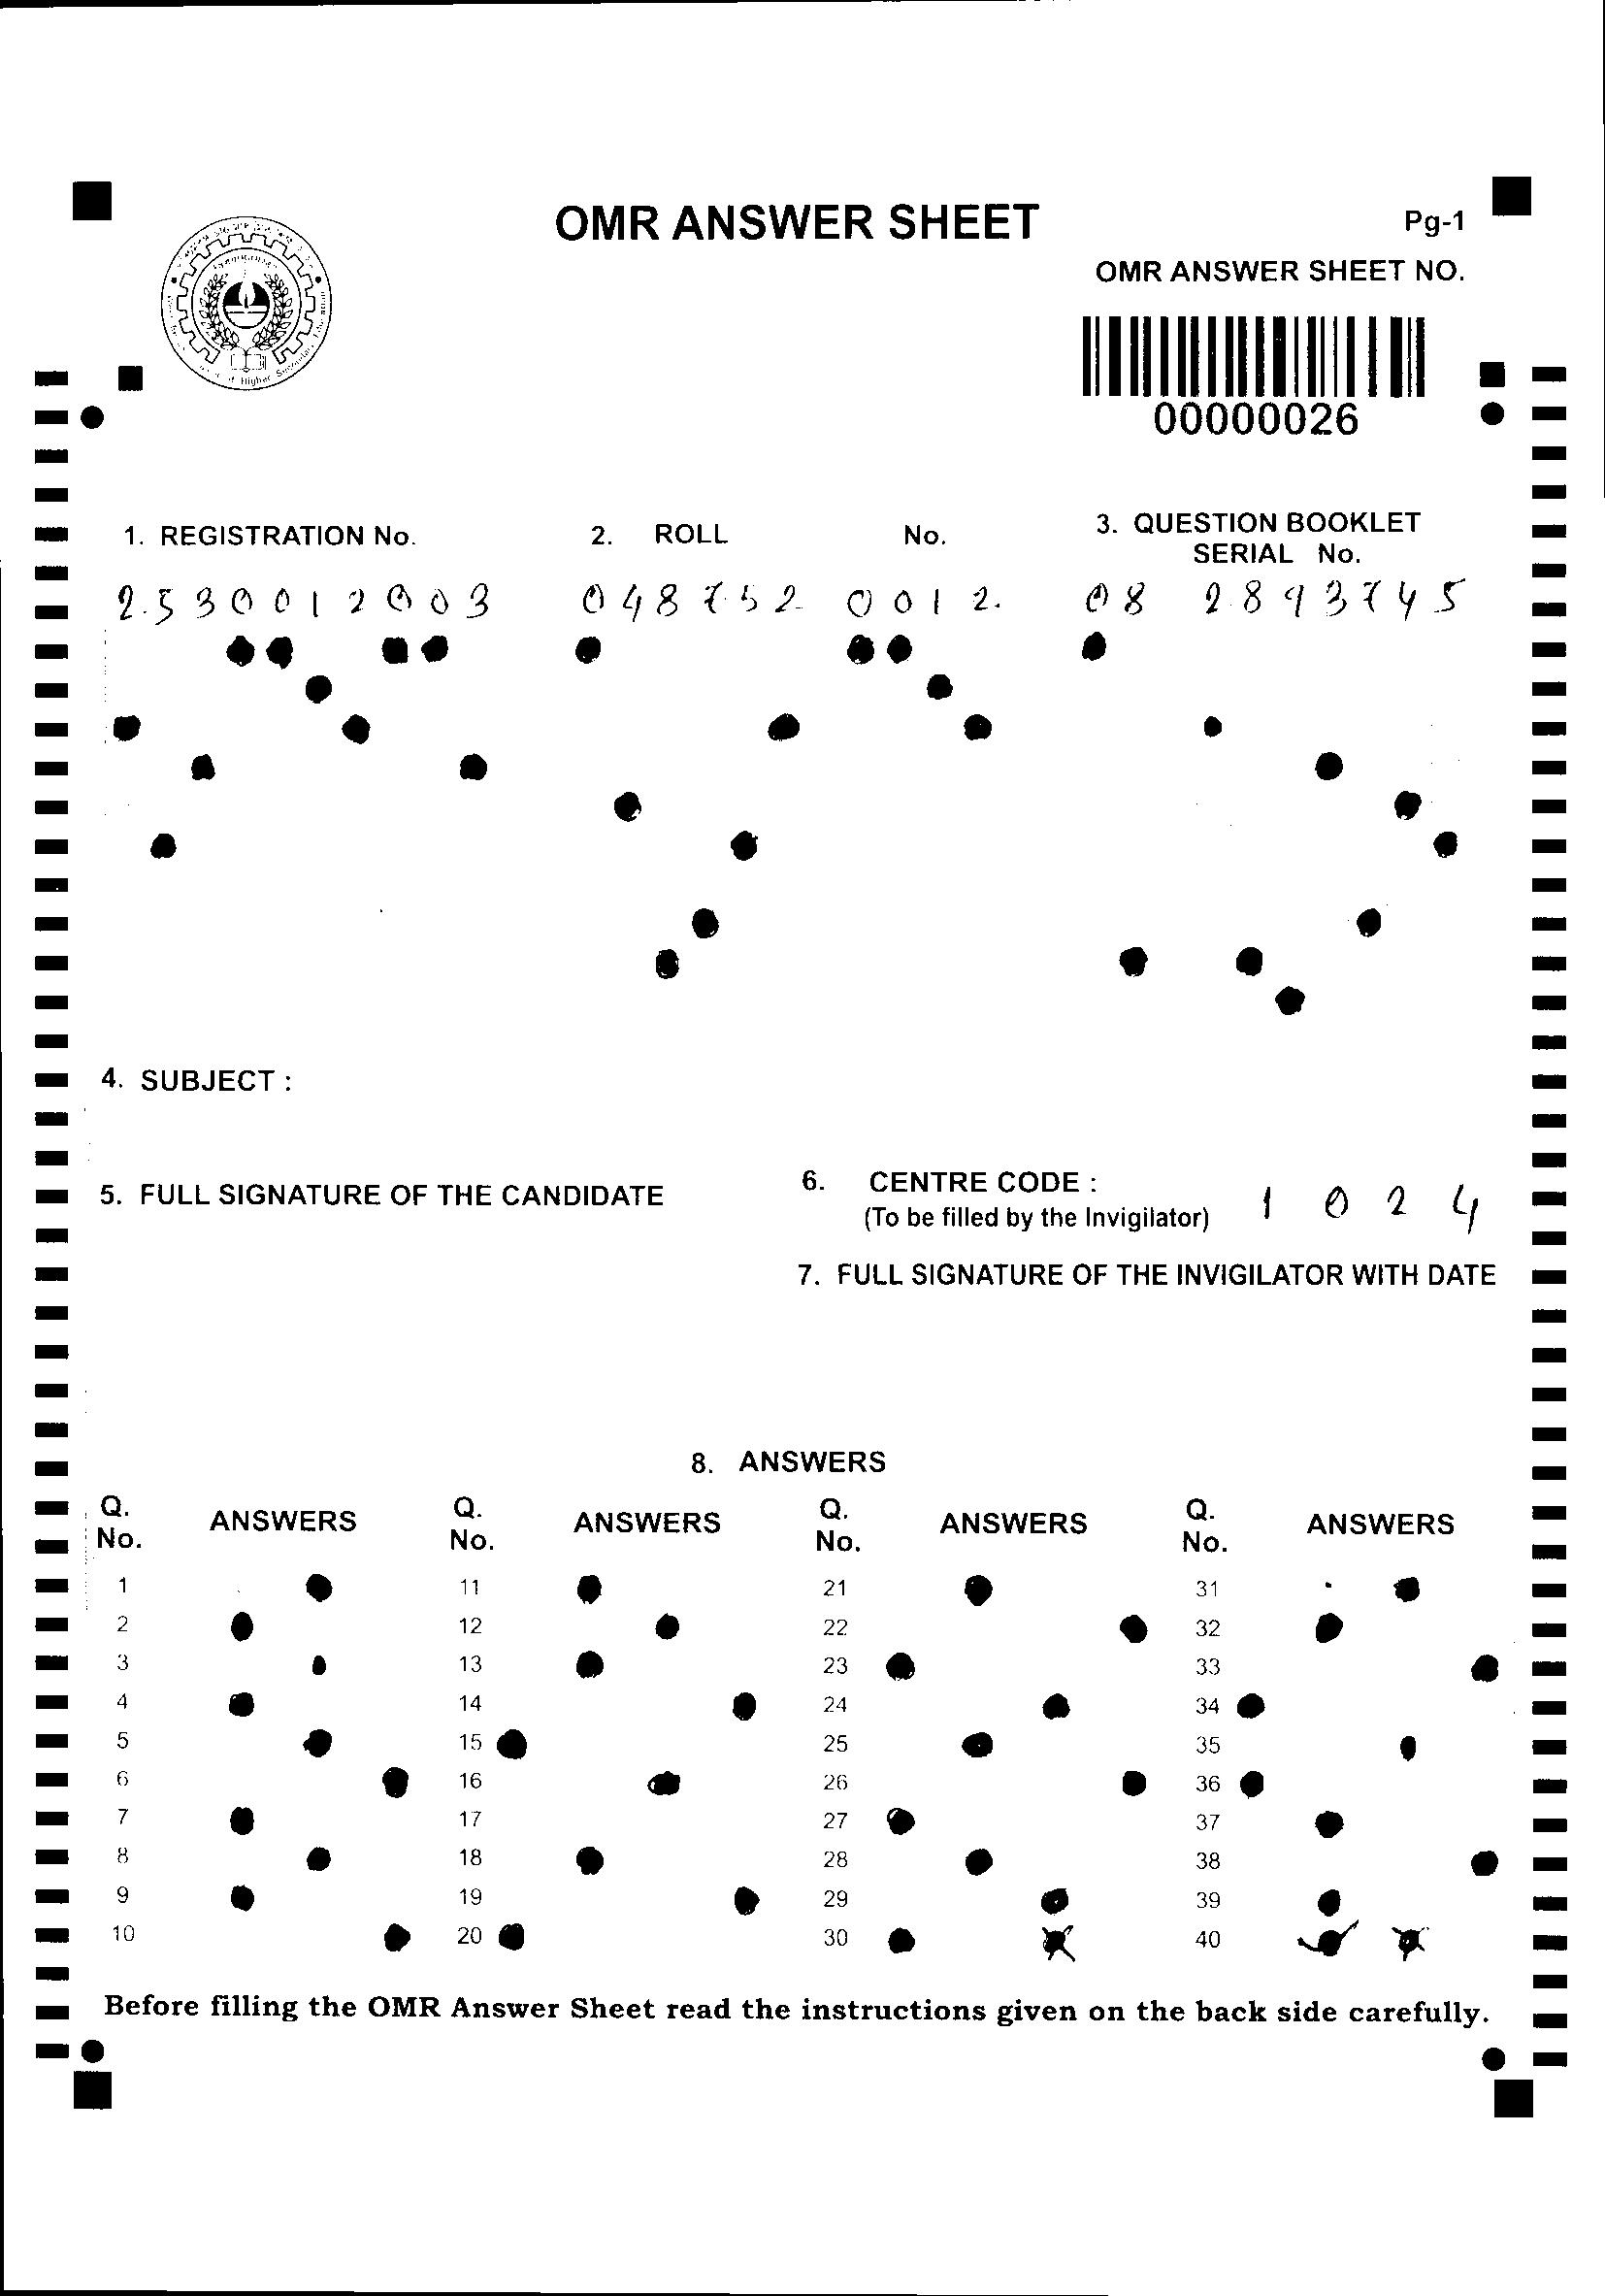 OMR ANSWER SHEET
Pg-1
OMR ANSWER SHEET NO.
00000026
1. REGISTRATION No.
2. ROLL No.
3. QUESTION BOOKLET
SERIAL No.
2530012003
048752 0012
08 2893745
4. SUBJECT :
5. FULL SIGNATURE OF THE CANDIDATE
6. CENTRE CODE :
(To be filled by the Invigilator)
1 0 2 4
7. FULL SIGNATURE OF THE INVIGILATOR WITH DATE
8. ANSWERS
Q. No. ANSWERS Q. No. ANSWERS Q. No. ANSWERS Q. No. ANSWERS
1 11 21 31
2 12 22 32
3 13 23 33
4 14 24 34
5 15 25 35
6 16 26 36
7 17 27 37
8 18 28 38
9 19 29 39
10 20 30 40
Before filling the OMR Answer Sheet read the instructions given on the back side carefully.